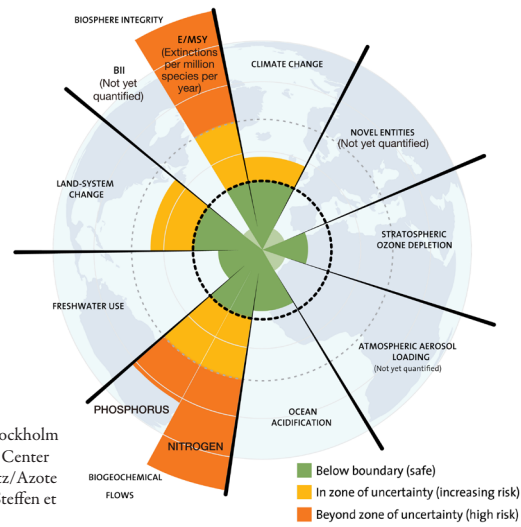 BIOSPHERE INTEGRITY
E/MSY
(Extinctions
per million
species per
year)
BII
(Not yet
quantified)
CLIMATE CHANGE
NOVEL ENTITIES
(Not yet quantified)
LAND-SYSTEM
CHANGE
STRATOSPHERIC
OZONE DEPLETION
FRESHWATER USE
ATMOSPHERIC AEROSOL
LOADING
(Not yet quantified)
PHOSPHORUS
NITROGEN
OCEAN
ACIDIFICATION
BIOGEOCHEMICAL
FLOWS
ockholm
Center
tz/Azote
Steffen et
Below boundary (safe)
In zone of uncertainty (increasing risk)
Beyond zone of uncertainty (high risk)